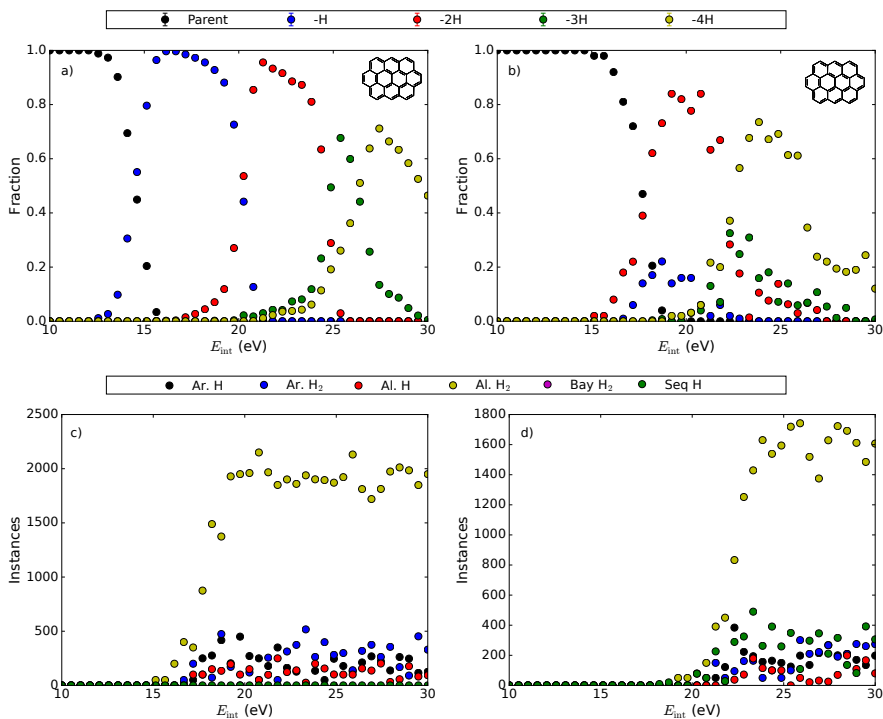 Parent -H -2H -3H -4H
a) b)
Fraction Fraction
1.0 0.8 0.6 0.4 0.2 0.0
1.0 0.8 0.6 0.4 0.2 0.0
10 15 20 25 30 10 15 20 25 30
E_int (eV) E_int (eV)
Ar. H Ar. H₂ Al. H Al. H₂ Bay H₂ Seq H
c) d)
Instances Instances
2500 2000 1500 1000 500 0
1800 1600 1400 1200 1000 800 600 400 200 0
10 15 20 25 30 10 15 20 25 30
E_int (eV) E_int (eV)